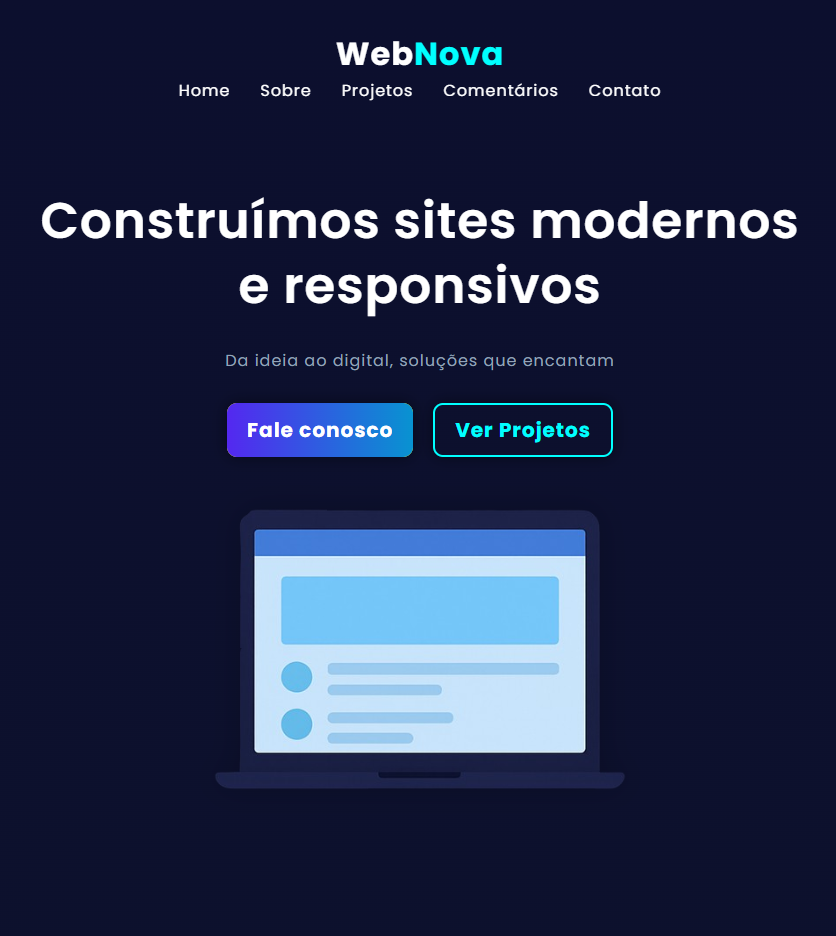 WebNova
Home Sobre Projetos Comentários Contato
Construímos sites modernos
e responsivos
Da ideia ao digital, soluções que encantam
Fale conosco Ver Projetos